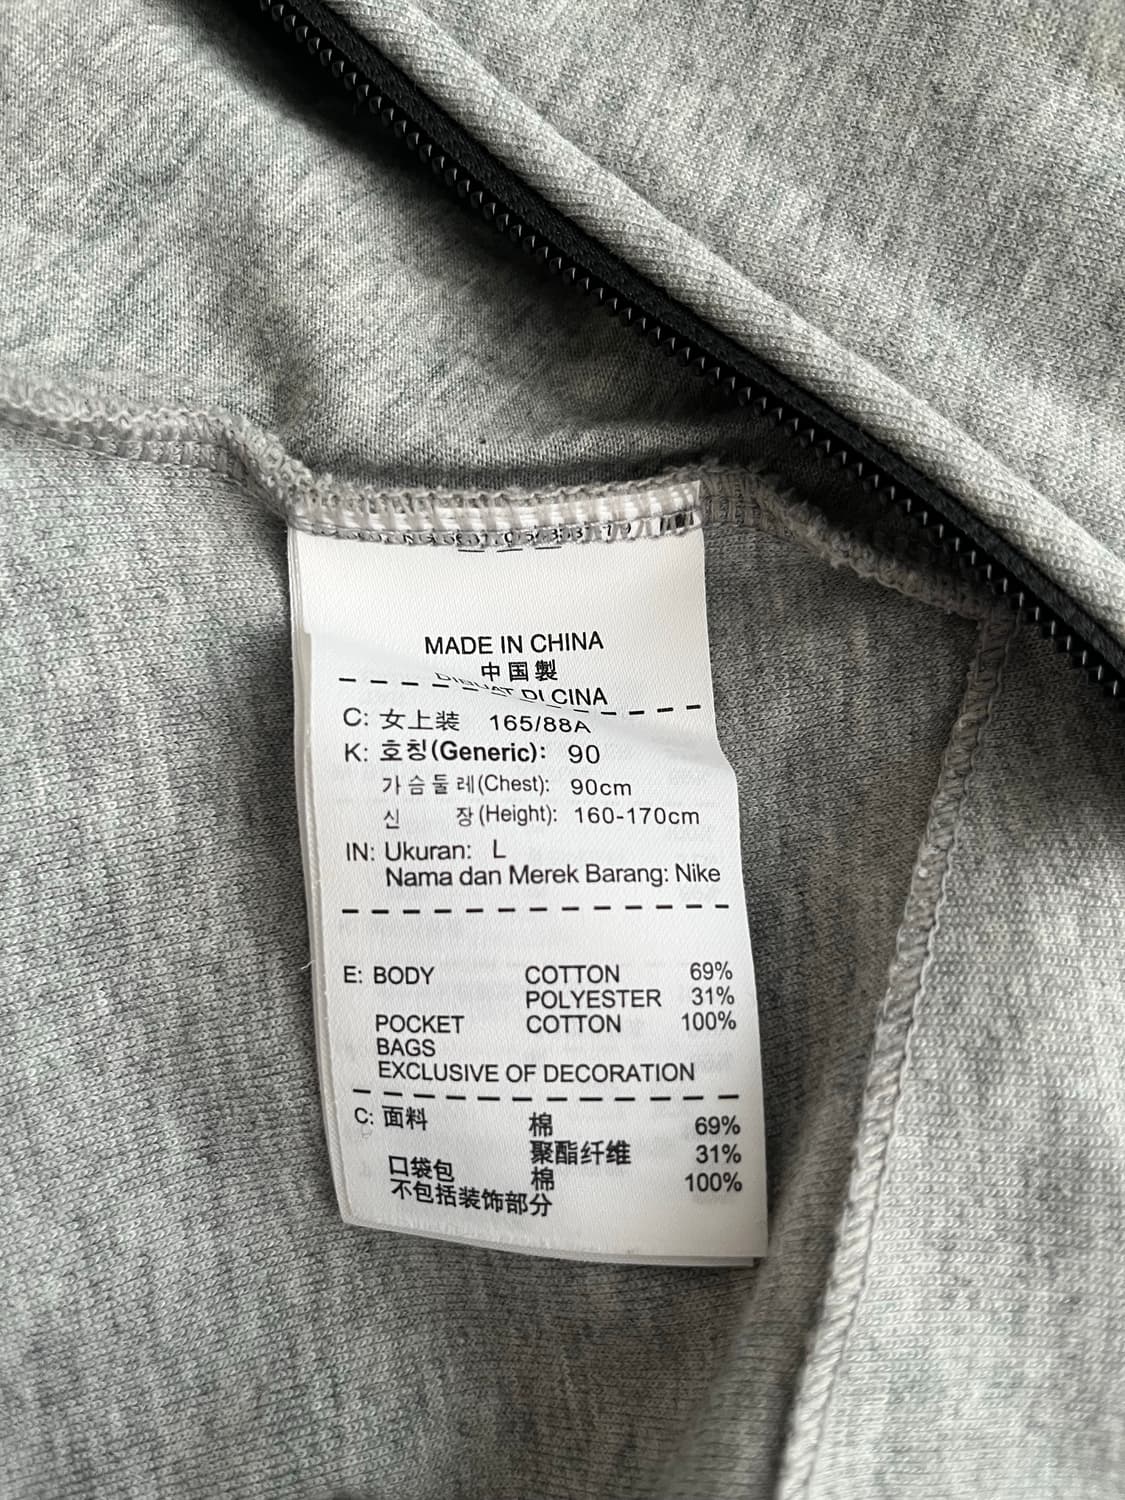 MADE IN CHINA
中国製
DIBUAT DI CINA
C: 女上装 165/88A
K: 호칭(Generic): 90
가슴둘레(Chest): 90cm
신 장(Height): 160-170cm
IN: Ukuran: L
Nama dan Merek Barang: Nike
E: BODY COTTON 69%
POLYESTER 31%
POCKET COTTON 100%
BAGS
EXCLUSIVE OF DECORATION
C: 面料 棉 69%
聚酯纤维 31%
口袋包 棉 100%
不包括装饰部分